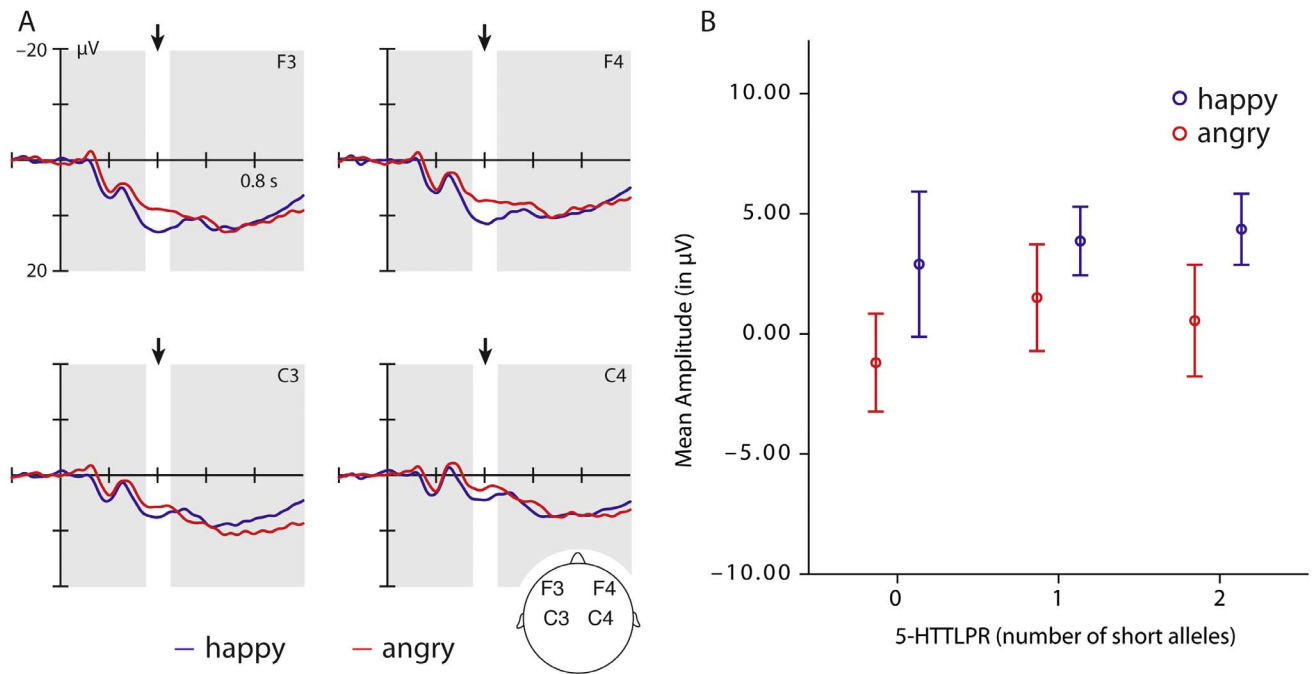 A
−20
µV
F3
0.8 s
20
F4
C3
C4
F3 F4
C3 C4
happy
angry
B
happy
angry
10.00
5.00
0.00
−5.00
−10.00
Mean Amplitude (in µV)
0
1
2
5-HTTLPR (number of short alleles)